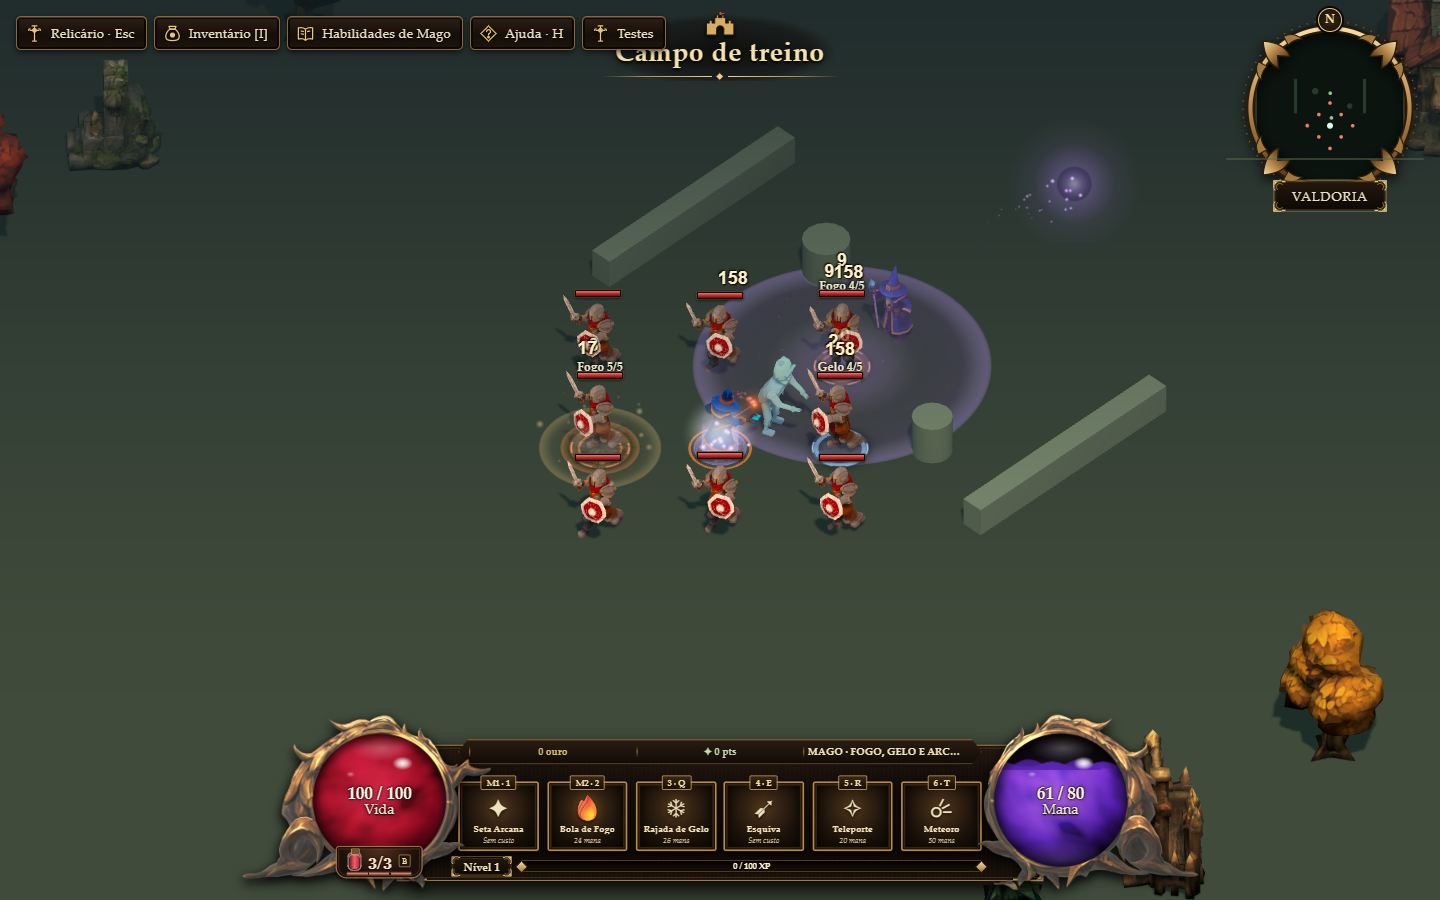 Relicário · Esc
Inventário [I]
Habilidades de Mago
Ajuda · H
Testes
Campo de treino
N
VALDORIA
158
9
9158
Fogo 4/5
17
Fogo 5/5
158
Gelo 4/5
100 / 100
Vida
3/3
B
0 ouro
0 pts
MAGO · FOGO, GELO E ARC...
M1 · 1
Seta Arcana
Sem custo
M2 · 2
Bola de Fogo
24 mana
3 · Q
Rajada de Gelo
26 mana
4 · E
Esquiva
Sem custo
5 · R
Teleporte
20 mana
6 · T
Meteoro
50 mana
61 / 80
Mana
Nível 1
0 / 100 XP